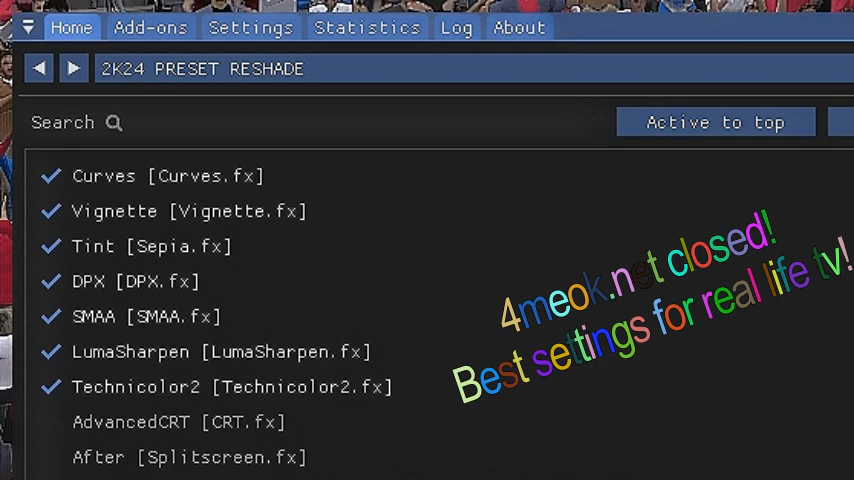 Home Add-ons Settings Statistics Log About
2K24 PRESET RESHADE
Search Active to top
Curves [Curves.fx]
Vignette [Vignette.fx]
Tint [Sepia.fx]
DPX [DPX.fx]
SMAA [SMAA.fx]
LumaSharpen [LumaSharpen.fx]
Technicolor2 [Technicolor2.fx]
AdvancedCRT [CRT.fx]
After [Splitscreen.fx]
4meok.net closed!
Best settings for real life tv!